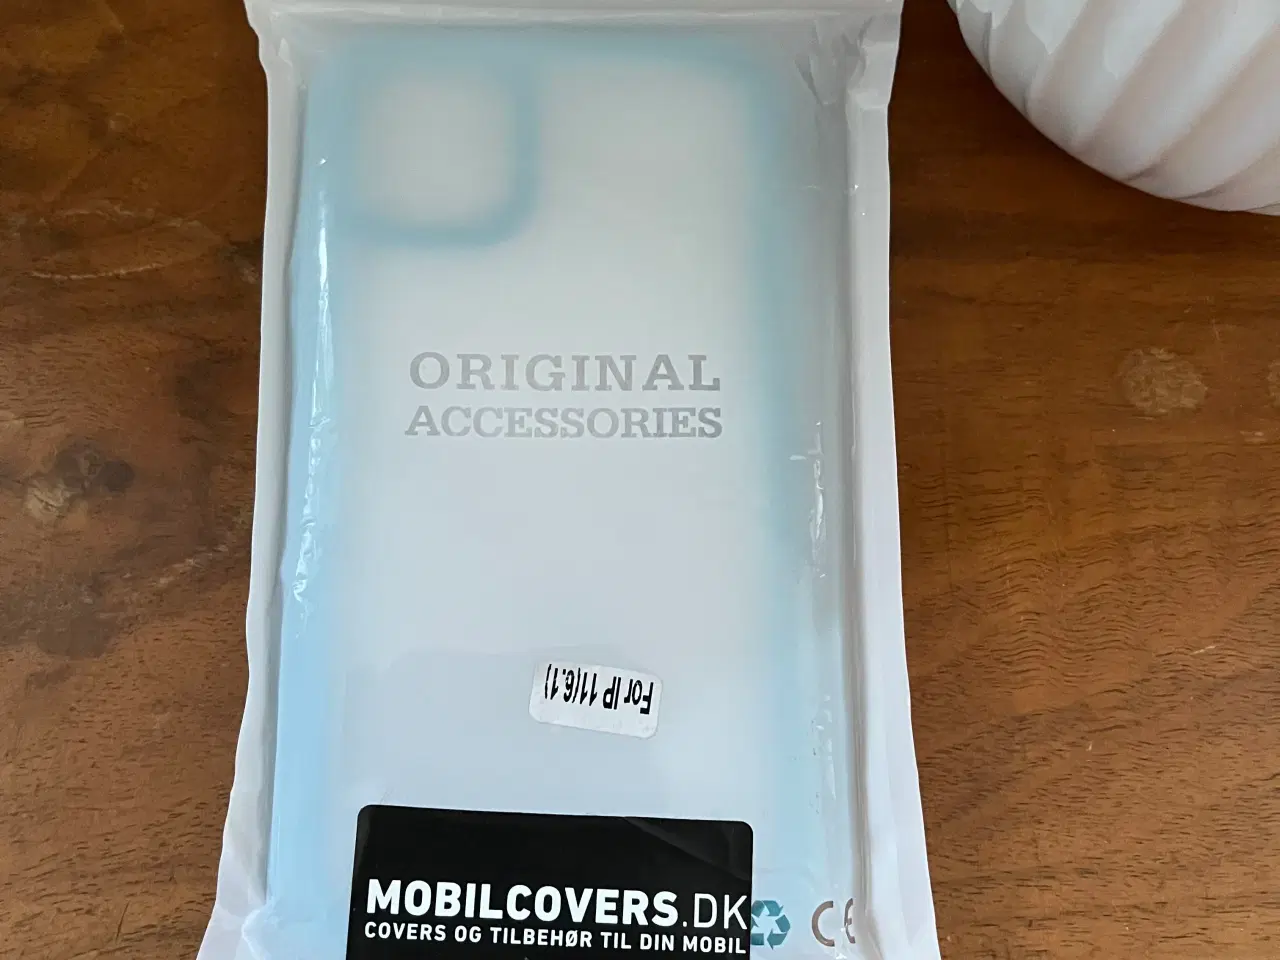 ORIGINAL
ACCESSORIES
For IP 11(6.1)
MOBILCOVERS.DK
COVERS OG TILBEHØR TIL DIN MOBIL
CE